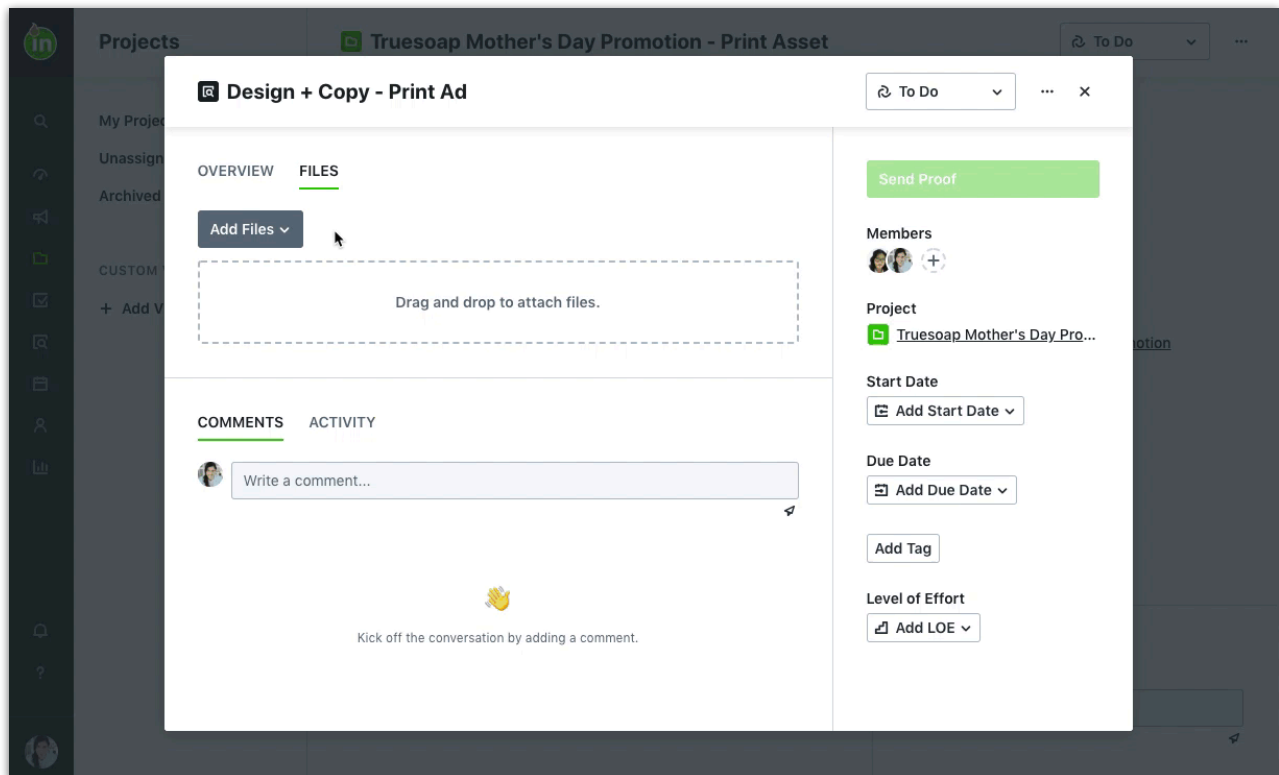 in
Projects
Truesoap Mother's Day Promotion - Print Asset
To Do
My Projec
Unassign
Archived
CUSTOM
+ Add V
otion
Design + Copy - Print Ad
To Do
OVERVIEW FILES
Add Files
Drag and drop to attach files.
COMMENTS ACTIVITY
Write a comment...
Kick off the conversation by adding a comment.
Send Proof
Members
Project
Truesoap Mother's Day Pro...
Start Date
Add Start Date
Due Date
Add Due Date
Add Tag
Level of Effort
Add LOE